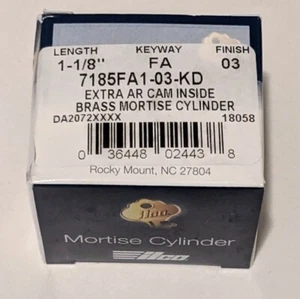 LENGTH KEYWAY FINISH
1-1/8" FA 03
7185FA1-03-KD
EXTRA AR CAM INSIDE
BRASS MORTISE CYLINDER
DA2072XXXX 18058
0 36448 02443 8
Rocky Mount, NC 27804
Ilco
Mortise Cylinder
ilco